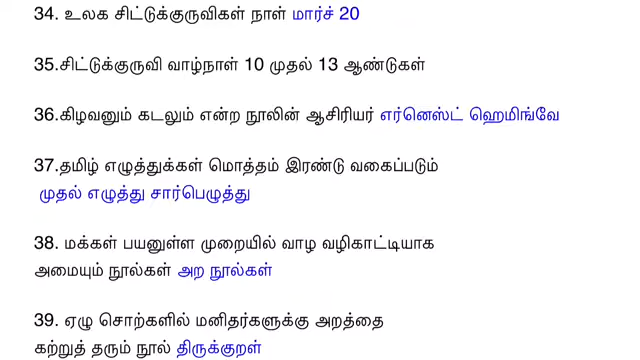 34. உலக சிட்டுக்குருவிகள் நாள் மார்ச் 20
35.சிட்டுக்குருவி வாழ்நாள் 10 முதல் 13 ஆண்டுகள்
36.கிழவனும் கடலும் என்ற நூலின் ஆசிரியர் எர்னெஸ்ட் ஹெமிங்வே
37.தமிழ் எழுத்துக்கள் மொத்தம் இரண்டு வகைப்படும்
முதல் எழுத்து சார்பெழுத்து
38. மக்கள் பயனுள்ள முறையில் வாழ வழிகாட்டியாக
அமையும் நூல்கள் அற நூல்கள்
39. ஏழு சொற்களில் மனிதர்களுக்கு அறத்தை
கற்றுத் தரும் நூல் திருக்குறள்